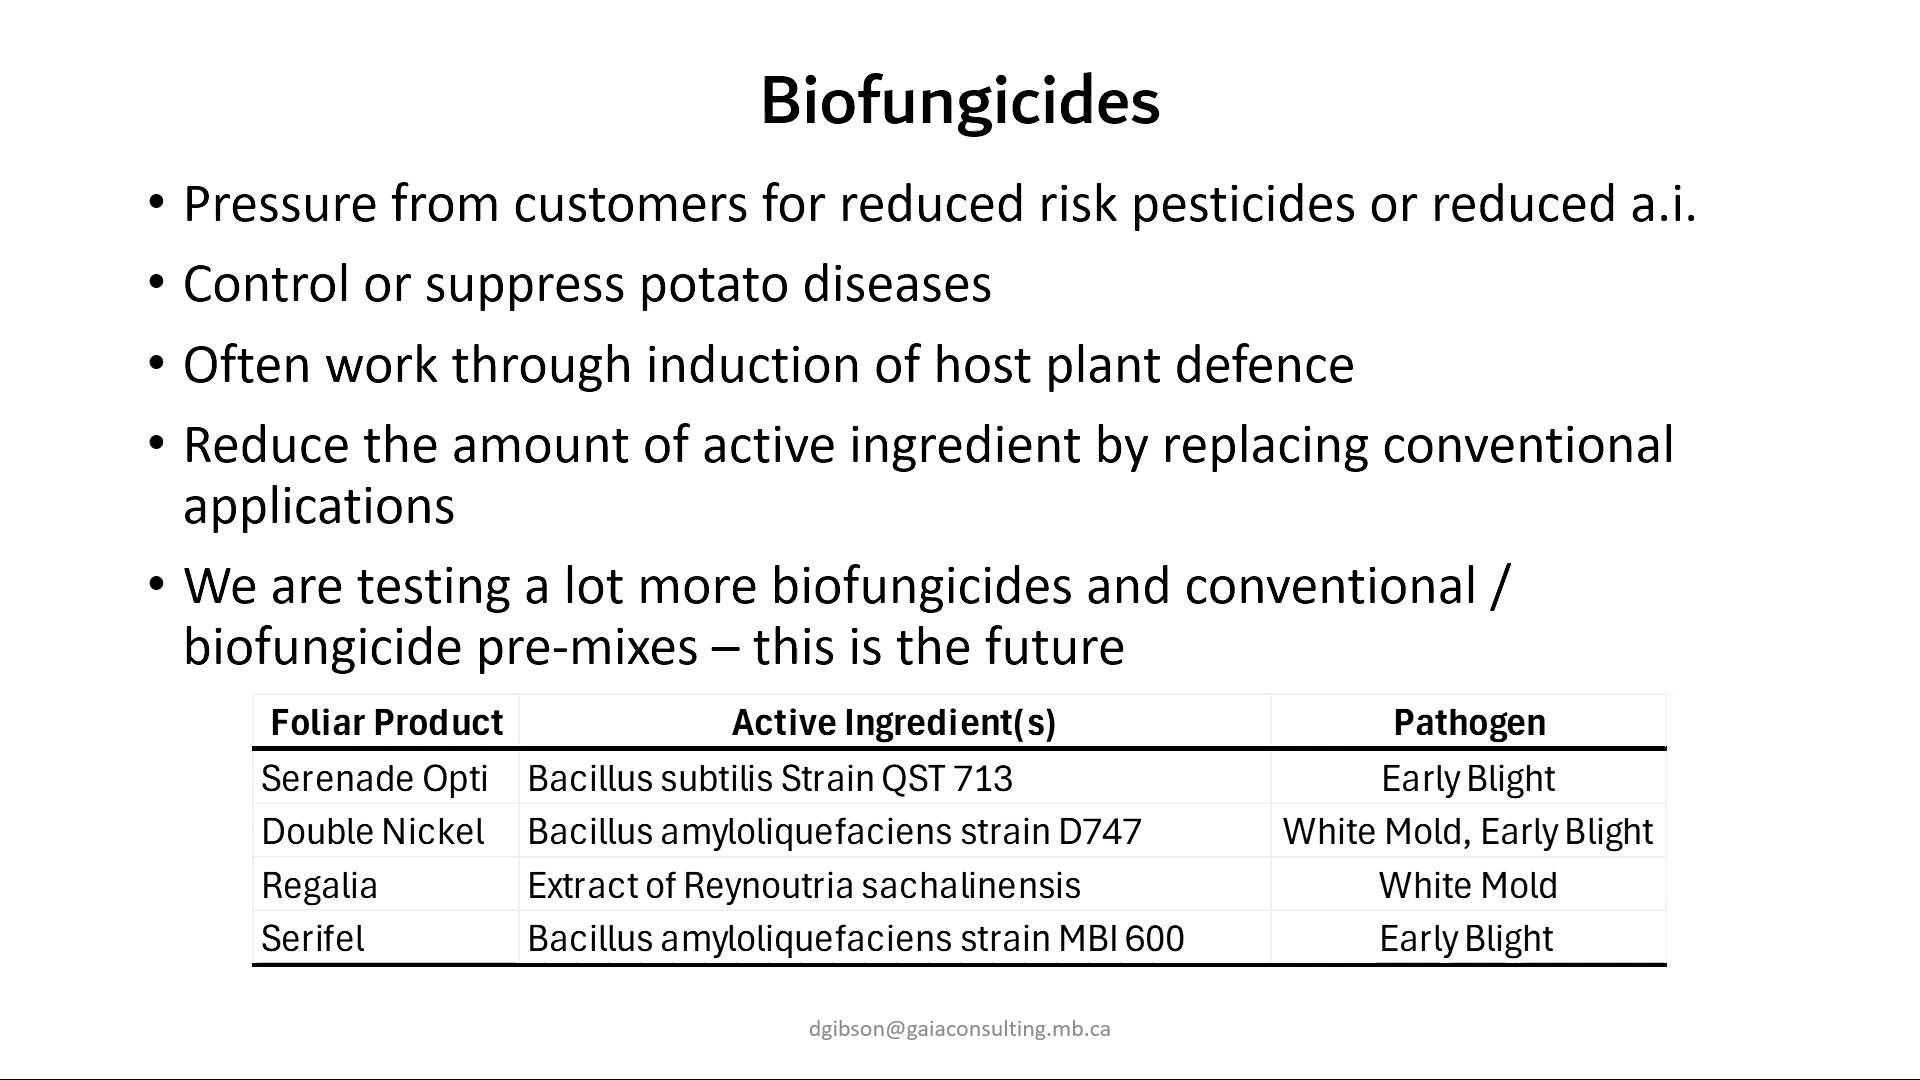 Biofungicides
• Pressure from customers for reduced risk pesticides or reduced a.i.
• Control or suppress potato diseases
• Often work through induction of host plant defence
• Reduce the amount of active ingredient by replacing conventional
applications
• We are testing a lot more biofungicides and conventional /
biofungicide pre-mixes – this is the future
Foliar Product Active Ingredient(s) Pathogen
Serenade Opti Bacillus subtilis Strain QST 713 Early Blight
Double Nickel Bacillus amyloliquefaciens strain D747 White Mold, Early Blight
Regalia Extract of Reynoutria sachalinensis White Mold
Serifel Bacillus amyloliquefaciens strain MBI 600 Early Blight
dgibson@gaiaconsulting.mb.ca